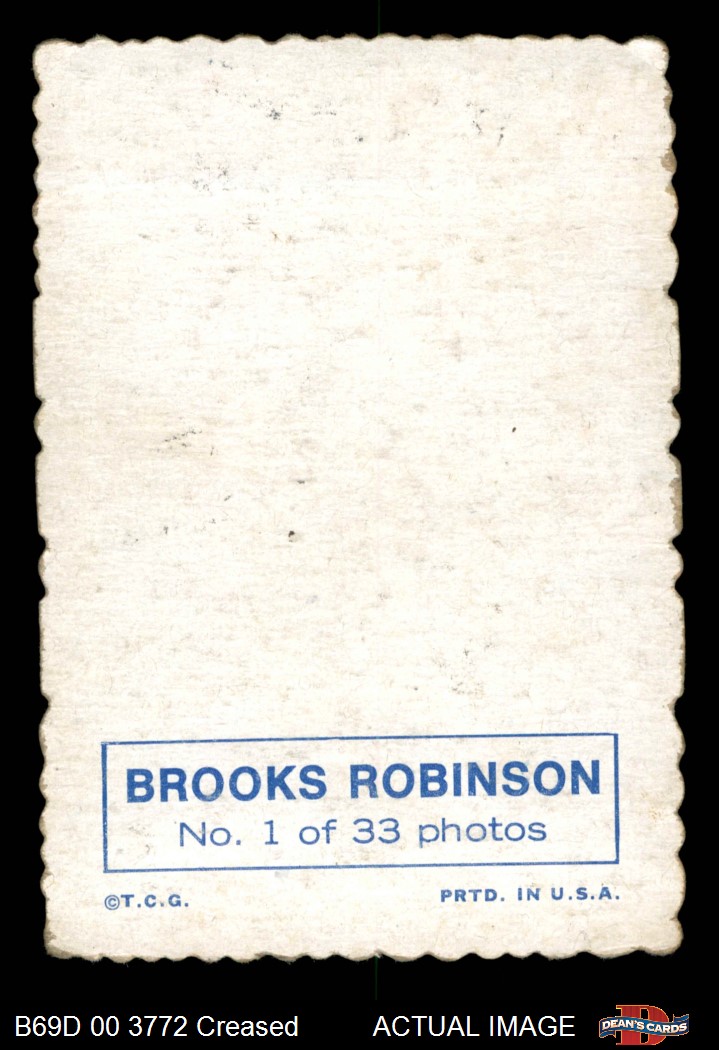 BROOKS ROBINSON
No. 1 of 33 photos
©T.C.G.
PRTD. IN U.S.A.
B69D 00 3772 Creased
ACTUAL IMAGE
DEAN'S CARDS